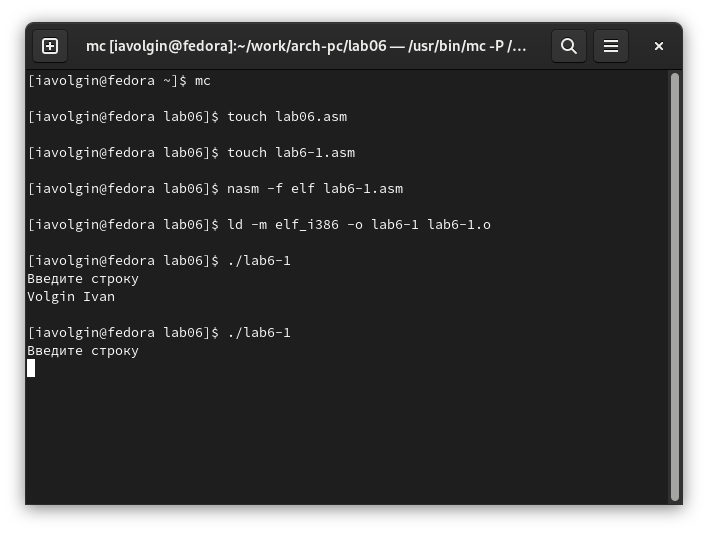 mc [iavolgin@fedora]:~/work/arch-pc/lab06 — /usr/bin/mc -P /...
[iavolgin@fedora ~]$ mc
[iavolgin@fedora lab06]$ touch lab06.asm
[iavolgin@fedora lab06]$ touch lab6-1.asm
[iavolgin@fedora lab06]$ nasm -f elf lab6-1.asm
[iavolgin@fedora lab06]$ ld -m elf_i386 -o lab6-1 lab6-1.o
[iavolgin@fedora lab06]$ ./lab6-1
Введите строку
Volgin Ivan
[iavolgin@fedora lab06]$ ./lab6-1
Введите строку